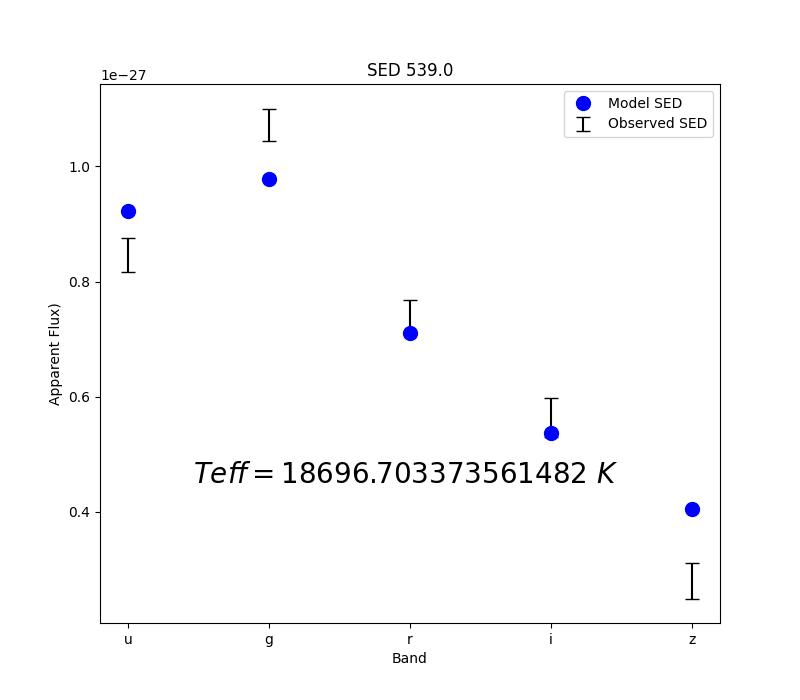 SED 539.0
1e−27
Model SED
Observed SED
1.0
0.8
0.6
0.4
Apparent Flux)
Teff = 18696.703373561482 K
u g r i z
Band